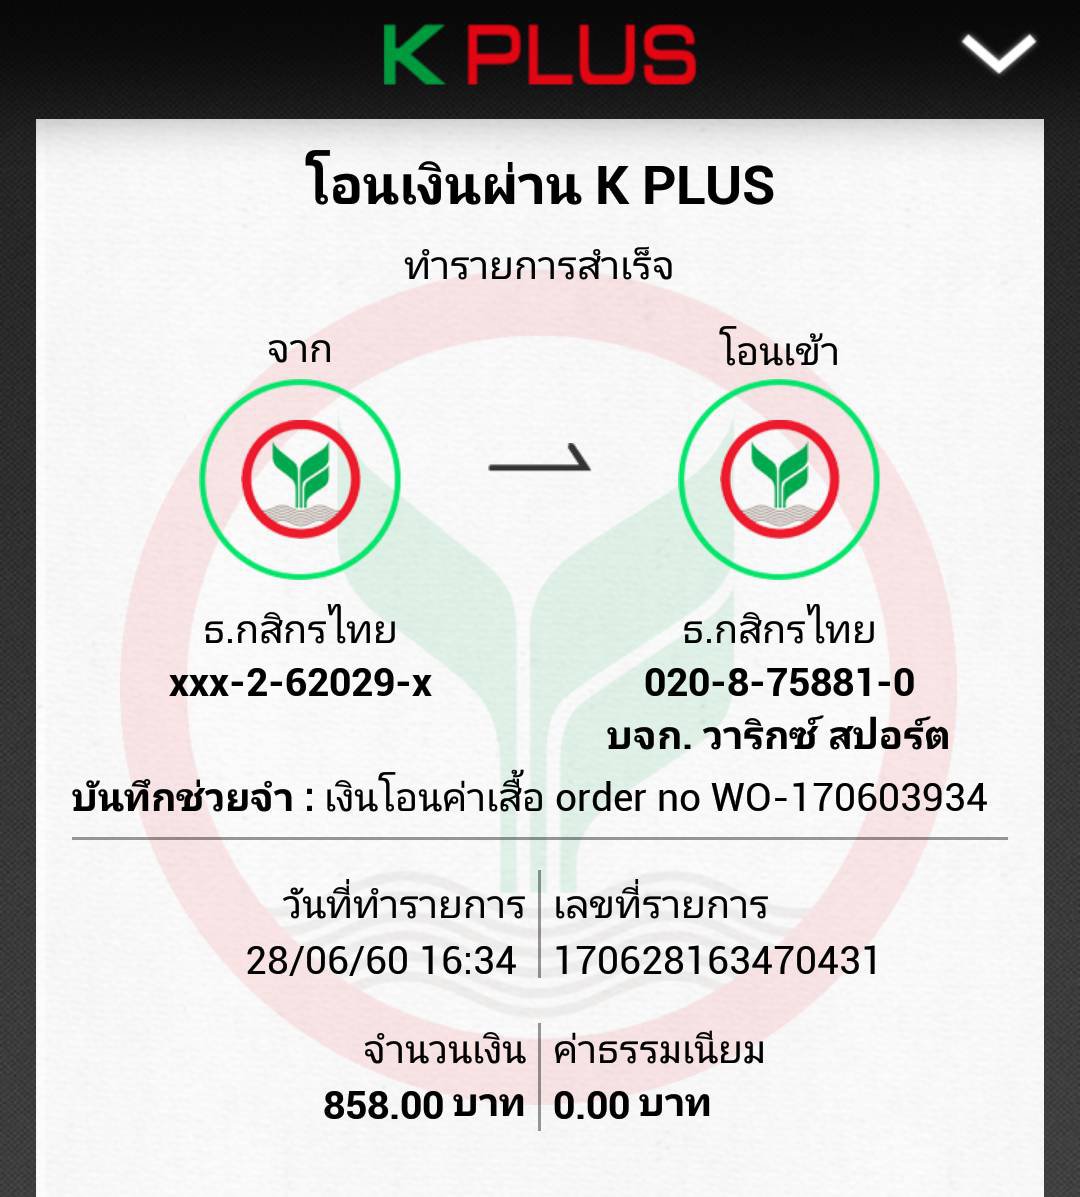 K PLUS
โอนเงินผ่าน K PLUS
ทำรายการสำเร็จ
จาก
โอนเข้า
ธ.กสิกรไทย
xxx-2-62029-x
ธ.กสิกรไทย
020-8-75881-0
บจก. วาริกซ์ สปอร์ต
บันทึกช่วยจำ : เงินโอนค่าเสื้อ order no WO-170603934
วันที่ทำรายการ
28/06/60 16:34
เลขที่รายการ
170628163470431
จำนวนเงิน
858.00 บาท
ค่าธรรมเนียม
0.00 บาท